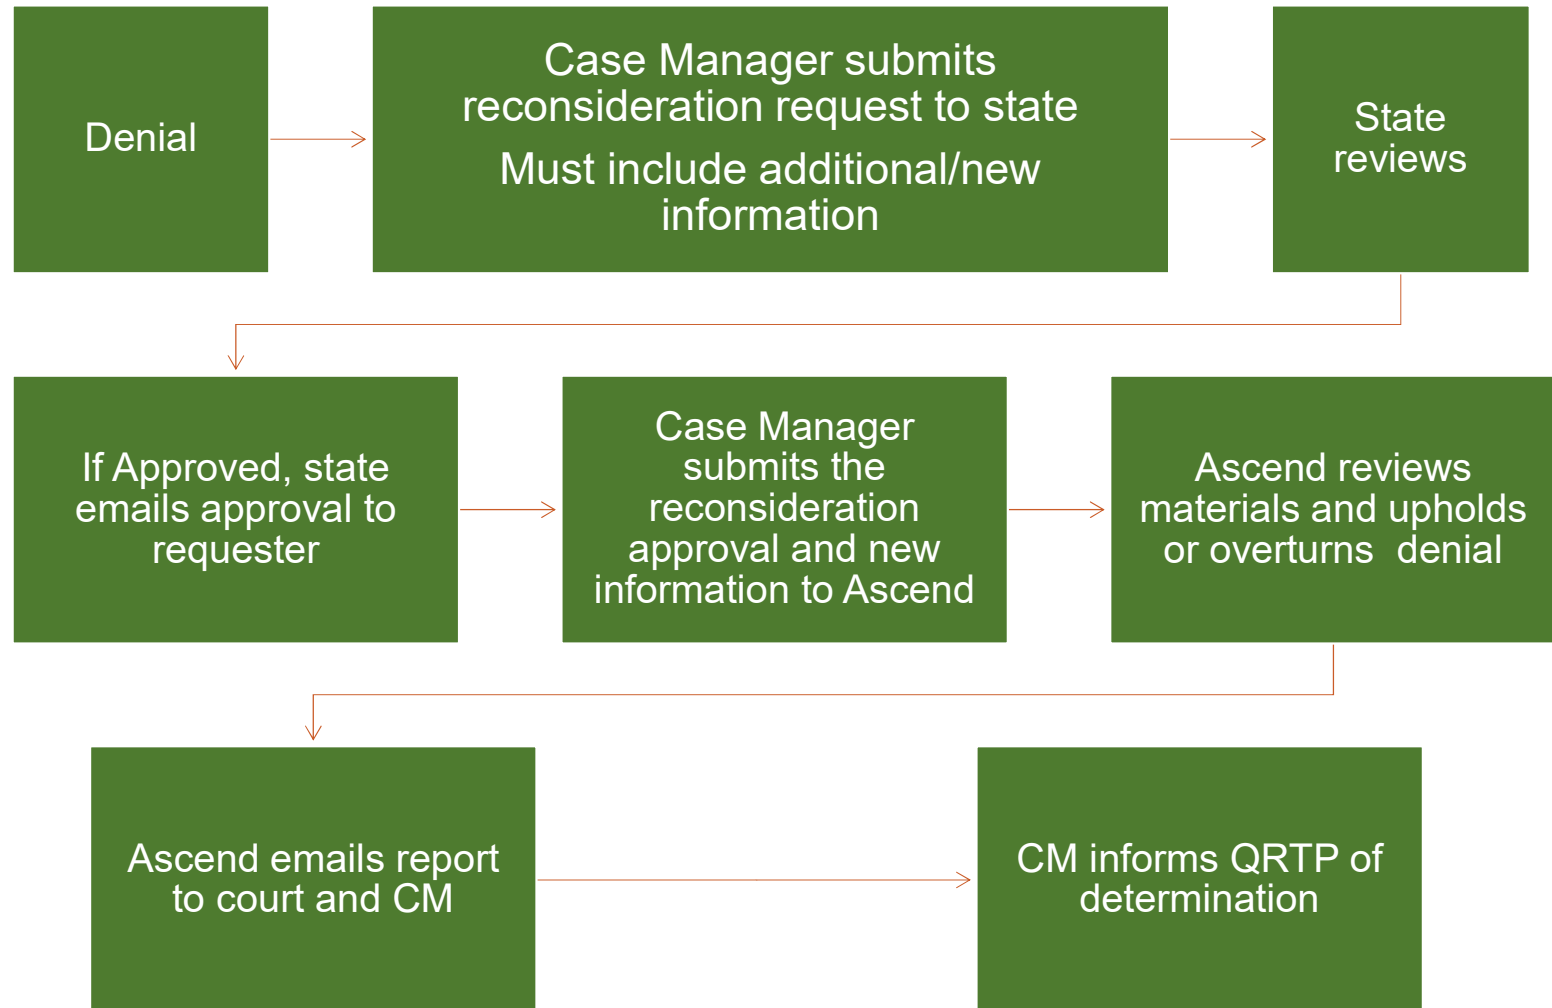 Denial
Case Manager submits
reconsideration request to state
Must include additional/new
information
State
reviews
If Approved, state
emails approval to
requester
Case Manager
submits the
reconsideration
approval and new
information to Ascend
Ascend reviews
materials and upholds
or overturns  denial
Ascend emails report
to court and CM
CM informs QRTP of
determination